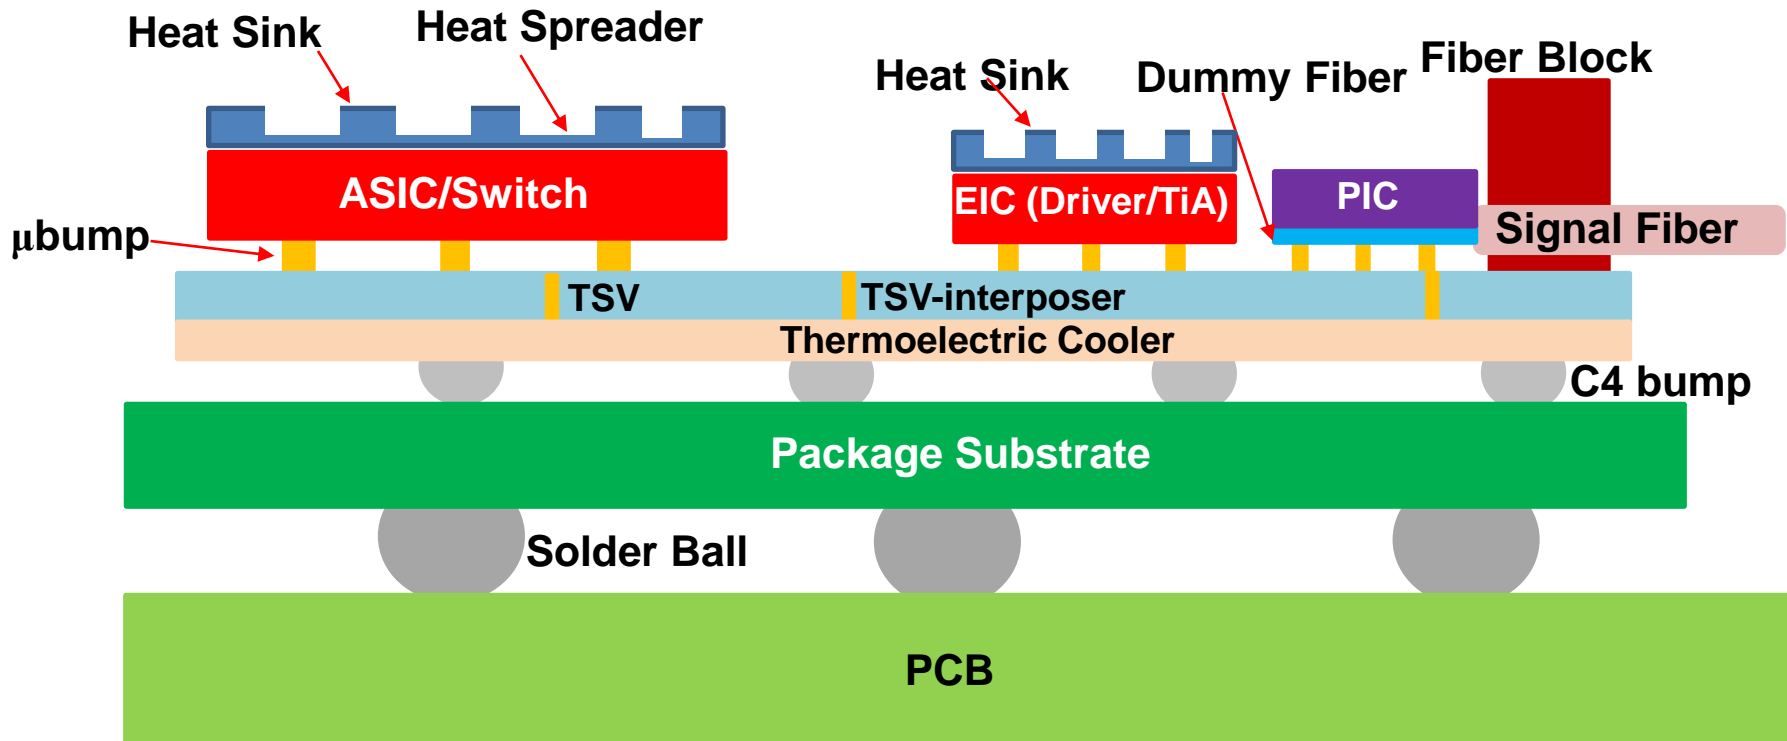 Heat Sink
Heat Spreader
Heat Sink
Dummy Fiber
Fiber Block
ASIC/Switch
EIC (Driver/TiA)
PIC
Signal Fiber
μbump
TSV
TSV-interposer
Thermoelectric Cooler
C4 bump
Package Substrate
Solder Ball
PCB